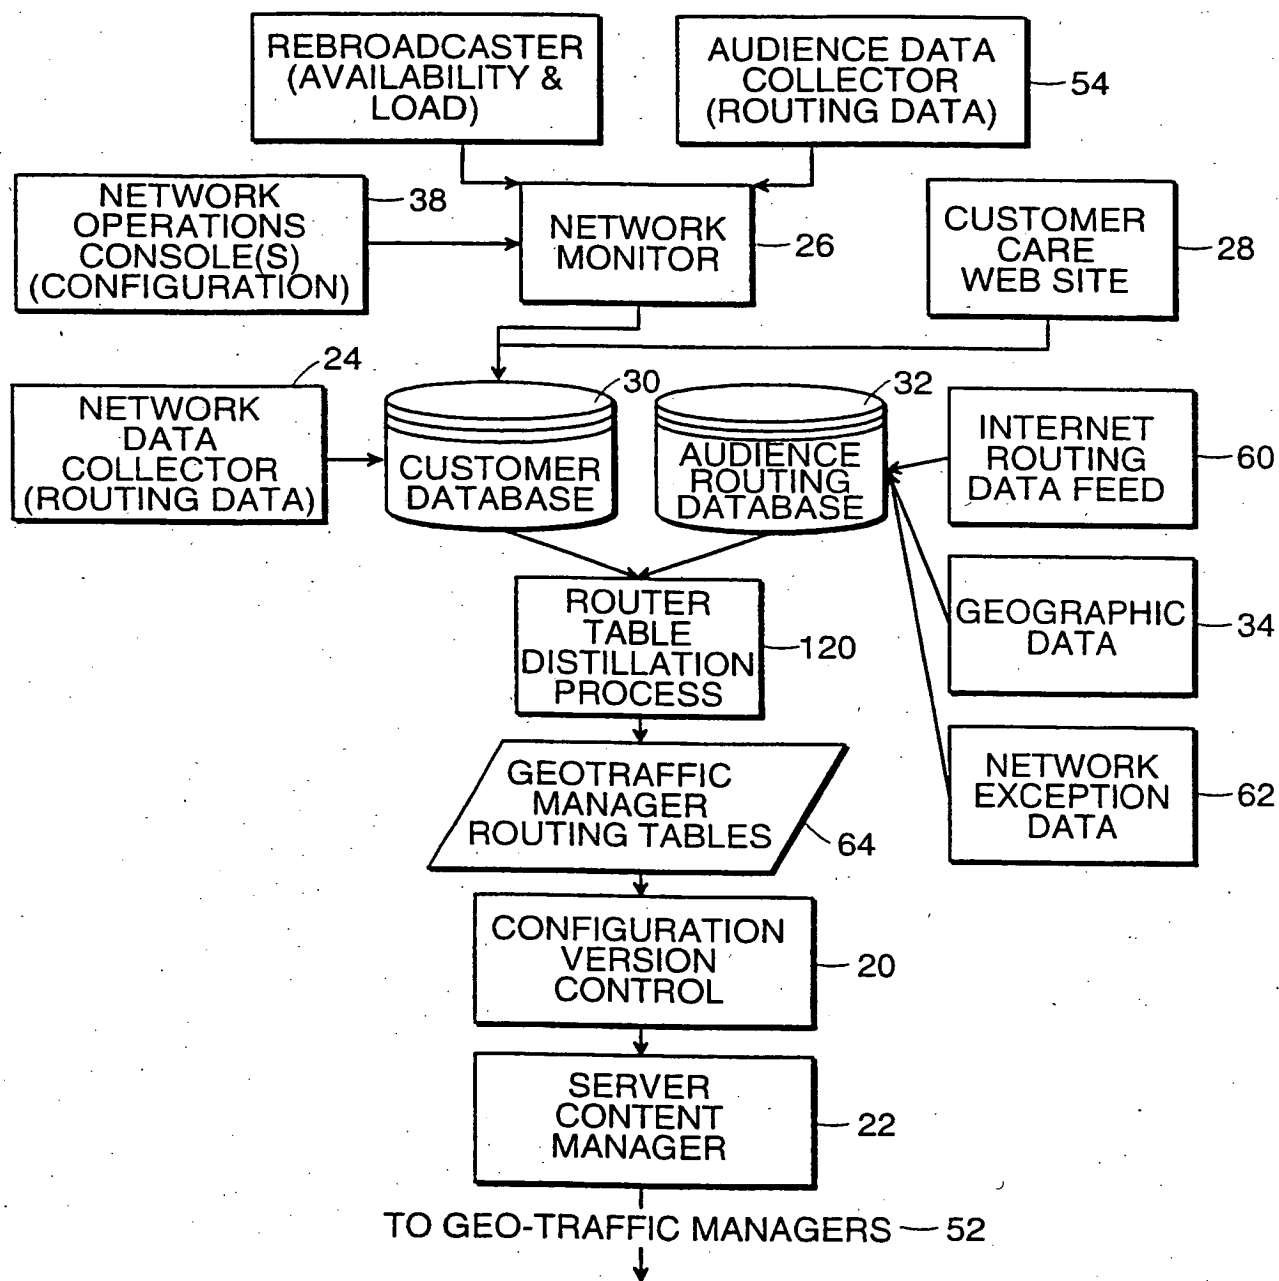 REBROADCASTER
(AVAILABILITY &
LOAD)
AUDIENCE DATA
COLLECTOR
(ROUTING DATA)
54
NETWORK
OPERATIONS
CONSOLE(S)
(CONFIGURATION)
38
NETWORK
MONITOR
26
CUSTOMER
CARE
WEB SITE
28
24
NETWORK
DATA
COLLECTOR
(ROUTING DATA)
30
CUSTOMER
DATABASE
32
AUDIENCE
ROUTING
DATABASE
INTERNET
ROUTING
DATA FEED
60
ROUTER
TABLE
DISTILLATION
PROCESS
120
GEOGRAPHIC
DATA
34
GEOTRAFFIC
MANAGER
ROUTING TABLES
64
NETWORK
EXCEPTION
DATA
62
CONFIGURATION
VERSION
CONTROL
20
SERVER
CONTENT
MANAGER
22
TO GEO-TRAFFIC MANAGERS
52